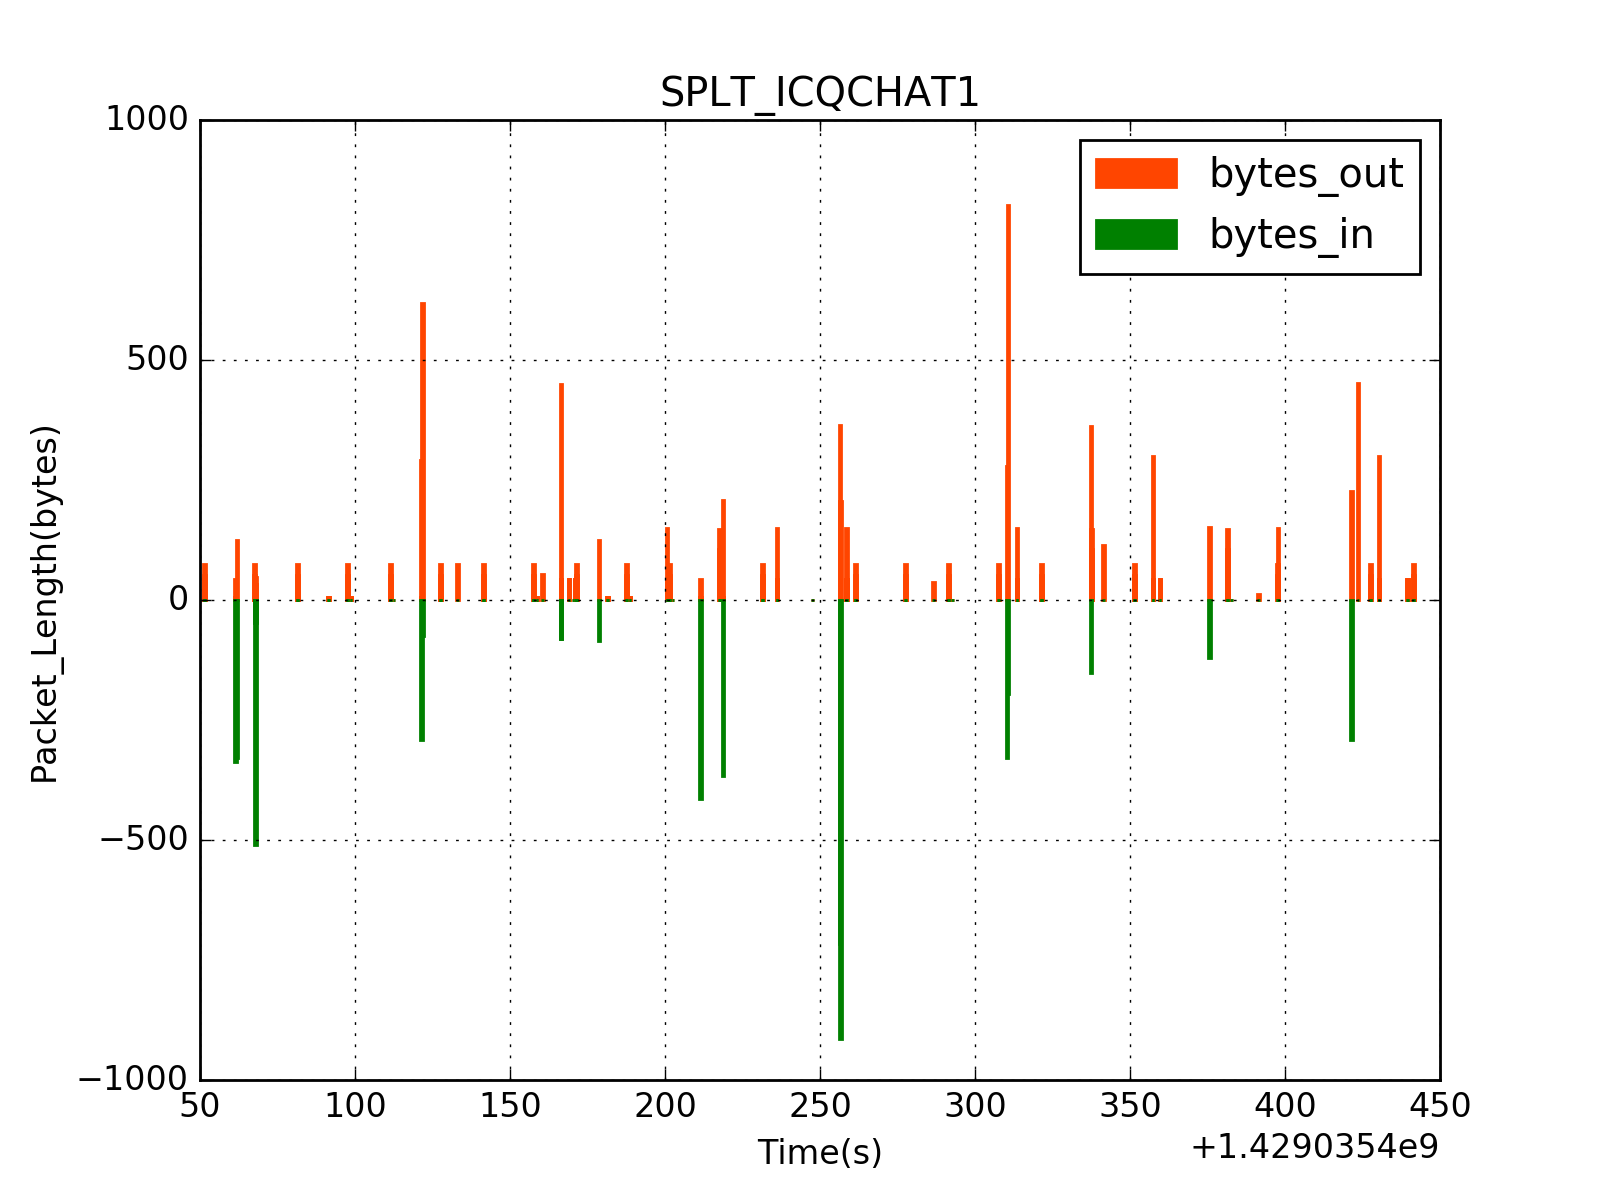 SPLT_ICQCHAT1
1000
500
0
−500
−1000
Packet_Length(bytes)
bytes_out
bytes_in
50 100 150 200 250 300 350 400 450
Time(s)
+1.4290354e9